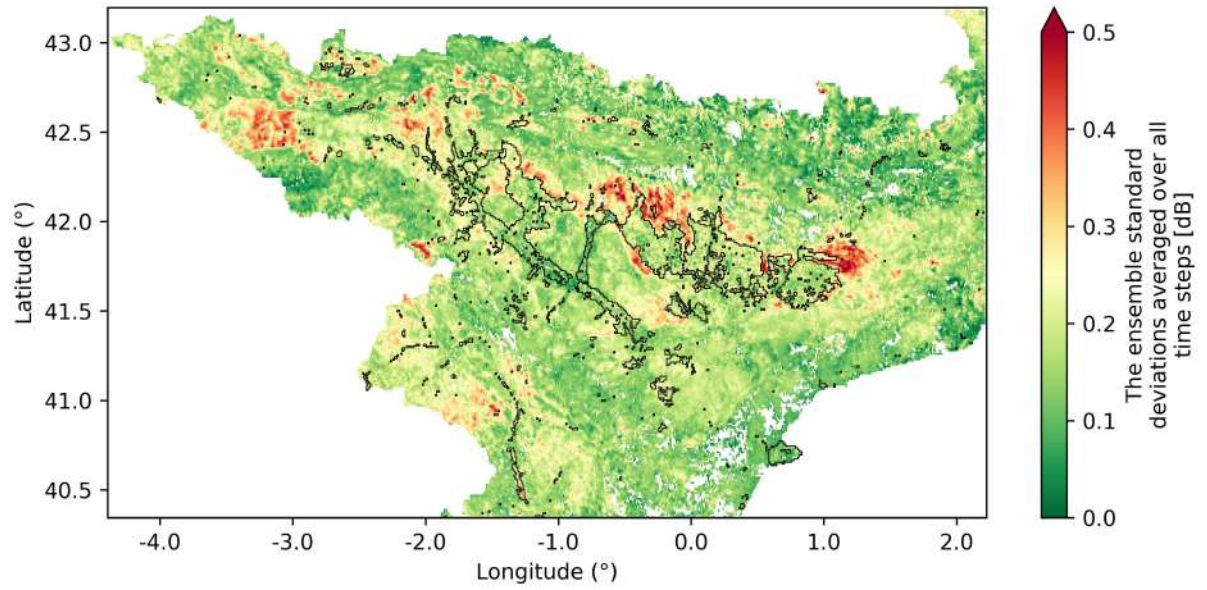 43.0
42.5
42.0
41.5
41.0
40.5
Latitude (°)
-4.0 -3.0 -2.0 -1.0 0.0 1.0 2.0
Longitude (°)
0.5
0.4
0.3
0.2
0.1
0.0
The ensemble standard
deviations averaged over all
time steps [dB]